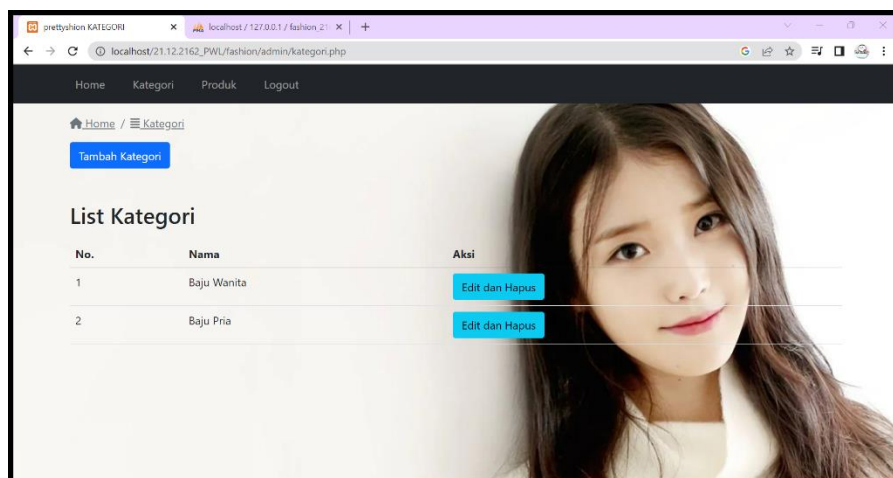 prettyshion KATEGORI
localhost / 127.0.0.1 / fashion_21
localhost/21.12.2162_PWL/fashion/admin/kategori.php
Home Kategori Produk Logout
Home / Kategori
Tambah Kategori
List Kategori
No. Nama Aksi
1 Baju Wanita Edit dan Hapus
2 Baju Pria Edit dan Hapus